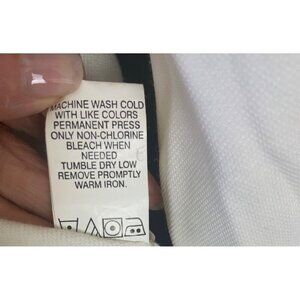 MACHINE WASH COLD
WITH LIKE COLORS
PERMANENT PRESS
ONLY NON-CHLORINE
BLEACH WHEN
NEEDED
TUMBLE DRY LOW
REMOVE PROMPTLY
WARM IRON.